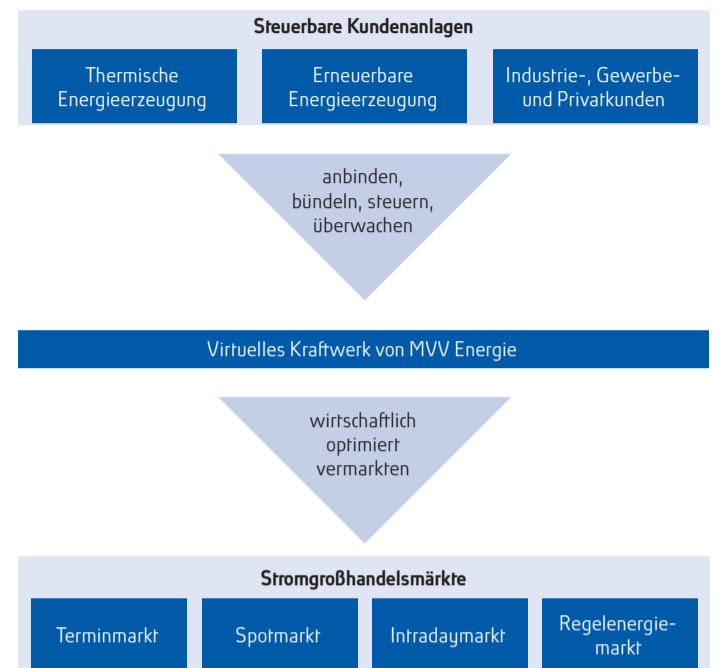 Steuerbare Kundenanlagen
Thermische
Energieerzeugung
Erneuerbare
Energieerzeugung
Industrie-, Gewerbe-
und Privatkunden
anbinden,
bündeln, steuern,
überwachen
Virtuelles Kraftwerk von MVV Energie
wirtschaftlich
optimiert
vermarkten
Stromgroßhandelsmärkte
Terminmarkt
Spotmarkt
Intradaymarkt
Regelenergie-
markt